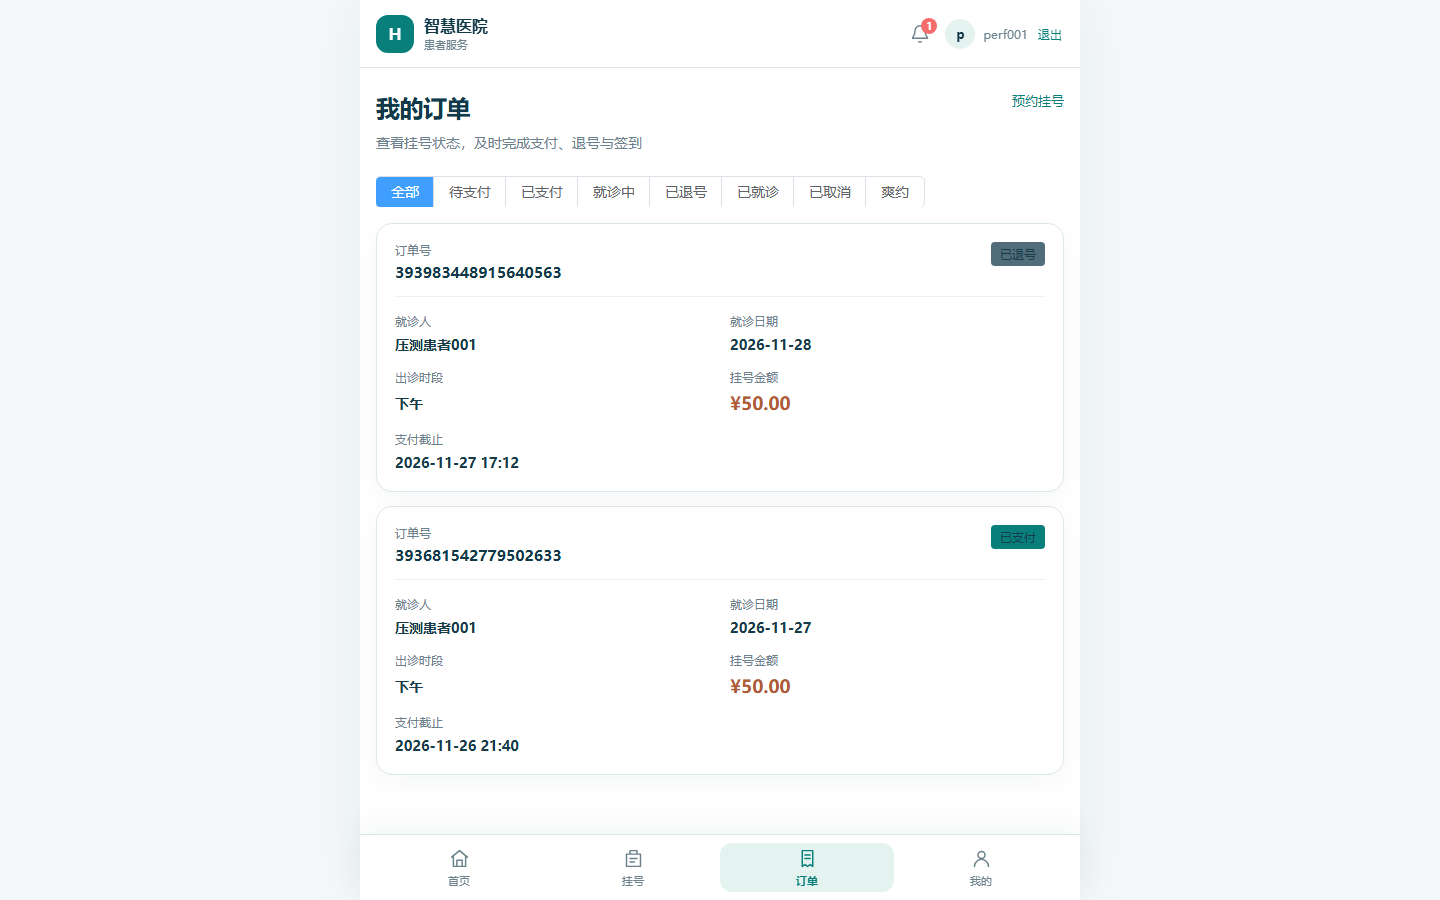 H
智慧医院
患者服务
1
p
perf001
退出
我的订单
预约挂号
查看挂号状态，及时完成支付、退号与签到
全部
待支付
已支付
就诊中
已退号
已就诊
已取消
爽约
订单号
已退号
393983448915640563
就诊人
就诊日期
压测患者001
2026-11-28
出诊时段
挂号金额
下午
¥50.00
支付截止
2026-11-27 17:12
订单号
已支付
393681542779502633
就诊人
就诊日期
压测患者001
2026-11-27
出诊时段
挂号金额
下午
¥50.00
支付截止
2026-11-26 21:40
首页
挂号
订单
我的